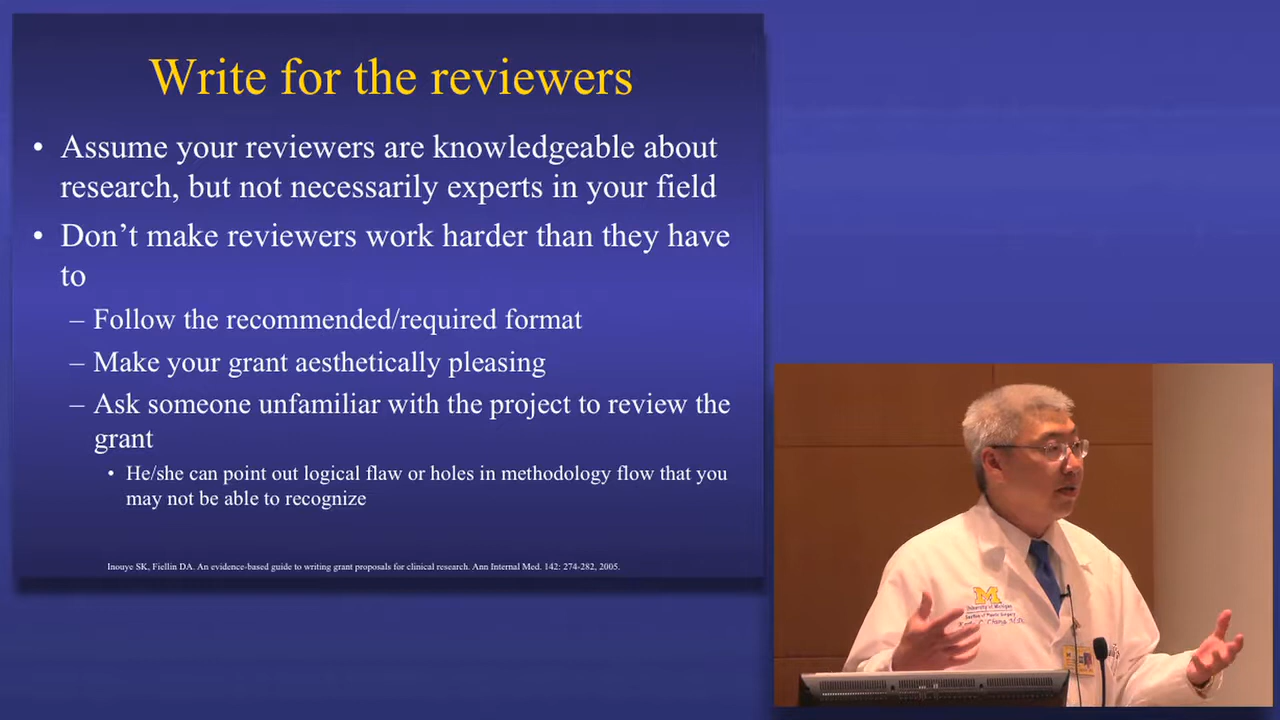 Write for the reviewers
• Assume your reviewers are knowledgeable about
research, but not necessarily experts in your field
• Don’t make reviewers work harder than they have
to
– Follow the recommended/required format
– Make your grant aesthetically pleasing
– Ask someone unfamiliar with the project to review the
grant
• He/she can point out logical flaw or holes in methodology flow that you
may not be able to recognize
Inouye SK, Fiellin DA. An evidence-based guide to writing grant proposals for clinical research. Ann Internal Med. 142: 274-282, 2005.
M
University of Michigan
Section of Plastic Surgery